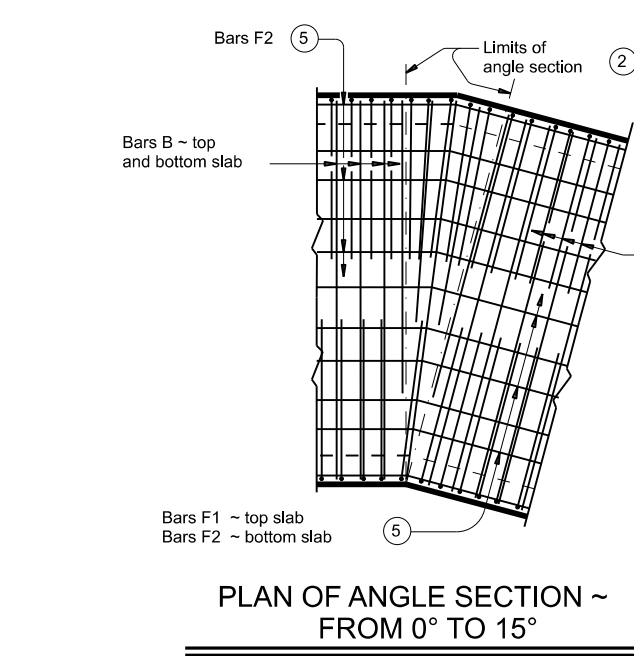 Bars F2
5
Limits of
angle section
2
Bars B ~ top
and bottom slab
Bars F1 ~ top slab
Bars F2 ~ bottom slab
5
PLAN OF ANGLE SECTION ~
FROM 0° TO 15°